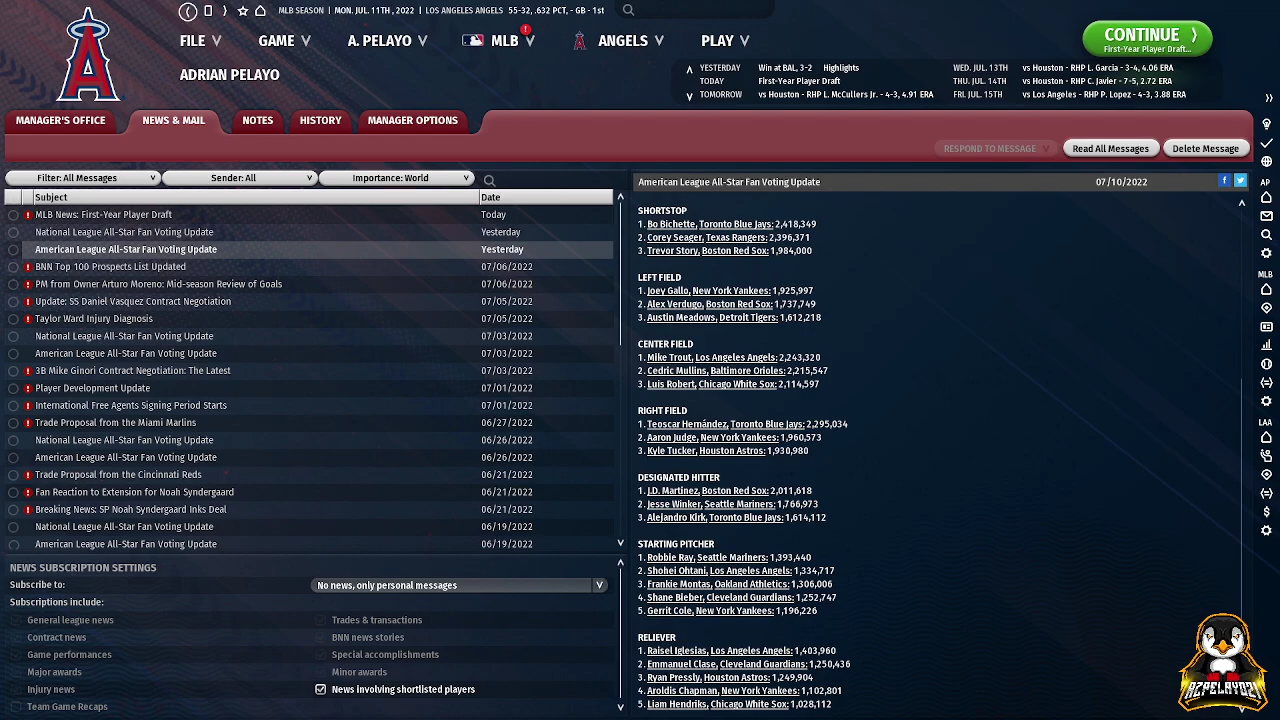 MLB SEASON | MON. JUL. 11TH, 2022 | LOS ANGELES ANGELS 55-32, .632 PCT, - GB - 1st
FILE GAME A. PELAYO MLB ANGELS PLAY
ADRIAN PELAYO
CONTINUE
First-Year Player Draft...
YESTERDAY Win at BAL, 3-2 Highlights WED. JUL. 13TH vs Houston - RHP L. Garcia - 3-4, 4.06 ERA
TODAY First-Year Player Draft THU. JUL. 14TH vs Houston - RHP C. Javier - 7-5, 2.72 ERA
TOMORROW vs Houston - RHP L. McCullers Jr. - 4-3, 4.91 ERA FRI. JUL. 15TH vs Los Angeles - RHP P. Lopez - 4-3, 3.88 ERA
MANAGER'S OFFICE NEWS & MAIL NOTES HISTORY MANAGER OPTIONS
RESPOND TO MESSAGE Read All Messages Delete Message
Filter: All Messages Sender: All Importance: World
Subject Date
MLB News: First-Year Player Draft Today
National League All-Star Fan Voting Update Yesterday
American League All-Star Fan Voting Update Yesterday
BNN Top 100 Prospects List Updated 07/06/2022
PM from Owner Arturo Moreno: Mid-season Review of Goals 07/06/2022
Update: SS Daniel Vasquez Contract Negotiation 07/05/2022
Taylor Ward Injury Diagnosis 07/05/2022
National League All-Star Fan Voting Update 07/03/2022
American League All-Star Fan Voting Update 07/03/2022
3B Mike Ginori Contract Negotiation: The Latest 07/03/2022
Player Development Update 07/01/2022
International Free Agents Signing Period Starts 07/01/2022
Trade Proposal from the Miami Marlins 06/27/2022
National League All-Star Fan Voting Update 06/26/2022
American League All-Star Fan Voting Update 06/26/2022
Trade Proposal from the Cincinnati Reds 06/21/2022
Fan Reaction to Extension for Noah Syndergaard 06/21/2022
Breaking News: SP Noah Syndergaard Inks Deal 06/21/2022
National League All-Star Fan Voting Update 06/19/2022
American League All-Star Fan Voting Update 06/19/2022
NEWS SUBSCRIPTION SETTINGS
Subscribe to: No news, only personal messages
Subscriptions include:
General league news Trades & transactions
Contract news BNN news stories
Game performances Special accomplishments
Major awards Minor awards
Injury news News involving shortlisted players
Team Game Recaps
American League All-Star Fan Voting Update 07/10/2022
SHORTSTOP
1. Bo Bichette, Toronto Blue Jays: 2,418,349
2. Corey Seager, Texas Rangers: 2,396,371
3. Trevor Story, Boston Red Sox: 1,984,000
LEFT FIELD
1. Joey Gallo, New York Yankees: 1,925,997
2. Alex Verdugo, Boston Red Sox: 1,737,749
3. Austin Meadows, Detroit Tigers: 1,612,218
CENTER FIELD
1. Mike Trout, Los Angeles Angels: 2,243,320
2. Cedric Mullins, Baltimore Orioles: 2,215,547
3. Luis Robert, Chicago White Sox: 2,114,597
RIGHT FIELD
1. Teoscar Hernández, Toronto Blue Jays: 2,295,034
2. Aaron Judge, New York Yankees: 1,960,573
3. Kyle Tucker, Houston Astros: 1,930,980
DESIGNATED HITTER
1. J.D. Martinez, Boston Red Sox: 2,011,618
2. Jesse Winker, Seattle Mariners: 1,766,973
3. Alejandro Kirk, Toronto Blue Jays: 1,614,112
STARTING PITCHER
1. Robbie Ray, Seattle Mariners: 1,393,440
2. Shohei Ohtani, Los Angeles Angels: 1,334,717
3. Frankie Montas, Oakland Athletics: 1,306,006
4. Shane Bieber, Cleveland Guardians: 1,252,747
5. Gerrit Cole, New York Yankees: 1,196,226
RELIEVER
1. Raisel Iglesias, Los Angeles Angels: 1,403,960
2. Emmanuel Clase, Cleveland Guardians: 1,250,436
3. Ryan Pressly, Houston Astros: 1,249,904
4. Aroldis Chapman, New York Yankees: 1,102,801
5. Liam Hendriks, Chicago White Sox: 1,028,112
AP
MLB
LAA
ACPELAYO21